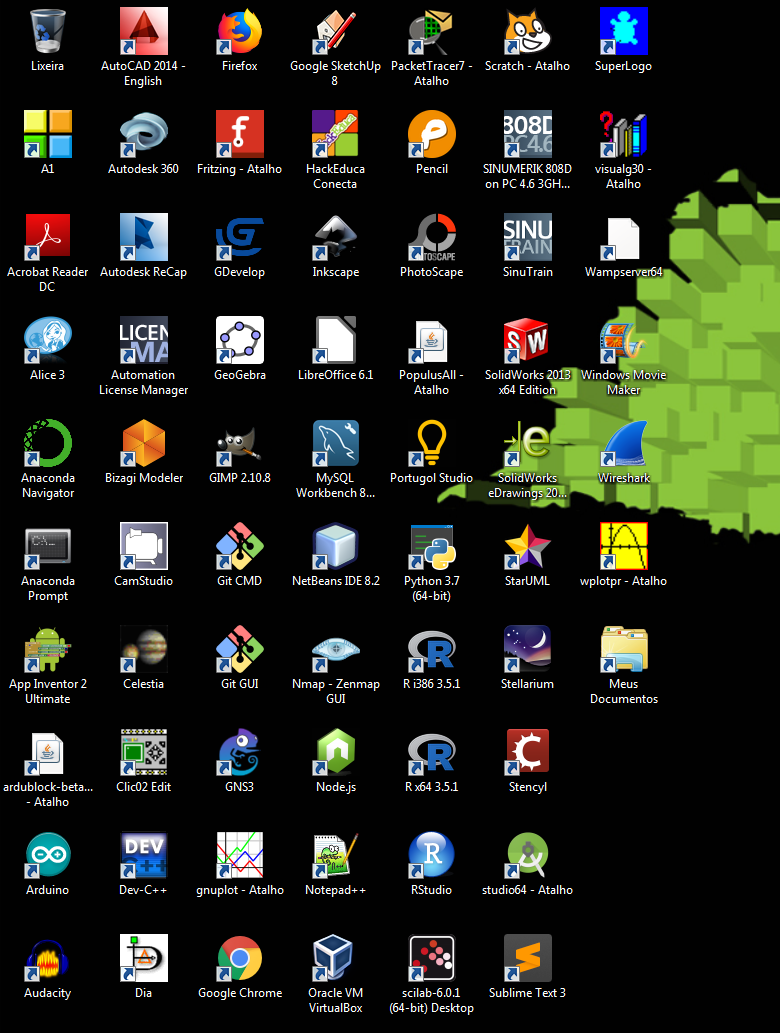 Lixeira
AutoCAD 2014 -
English
Firefox
Google SketchUp
8
PacketTracer7 -
Atalho
Scratch - Atalho
SuperLogo
A1
Autodesk 360
Fritzing - Atalho
HackEduca
Conecta
Pencil
808D
PC4.6
SINUMERIK 808D
on PC 4.6 3GH...
visualg30 -
Atalho
Acrobat Reader
DC
Autodesk ReCap
GDevelop
Inkscape
PhotoScape
SINU
TRAIN
SinuTrain
Wampserver64
Alice 3
LICEN
MA
Automation
License Manager
GeoGebra
LibreOffice 6.1
PopulusAll -
Atalho
SW
SolidWorks 2013
x64 Edition
Windows Movie
Maker
Anaconda
Navigator
Bizagi Modeler
GIMP 2.10.8
MySQL
Workbench 8...
Portugol Studio
e
SolidWorks
eDrawings 20...
Wireshark
C:\_
Anaconda
Prompt
CamStudio
Git CMD
NetBeans IDE 8.2
Python 3.7
(64-bit)
StarUML
wplotpr - Atalho
App Inventor 2
Ultimate
Celestia
Git GUI
Nmap - Zenmap
GUI
R
R i386 3.5.1
Stellarium
Meus
Documentos
ardublock-beta...
- Atalho
Clic02 Edit
GNS3
Node.js
R
R x64 3.5.1
Stencyl
Arduino
DEV
C++
Dev-C++
gnuplot - Atalho
Notepad++
R
RStudio
studio64 - Atalho
Audacity
Dia
Google Chrome
Oracle VM
VirtualBox
scilab-6.0.1
(64-bit) Desktop
Sublime Text 3